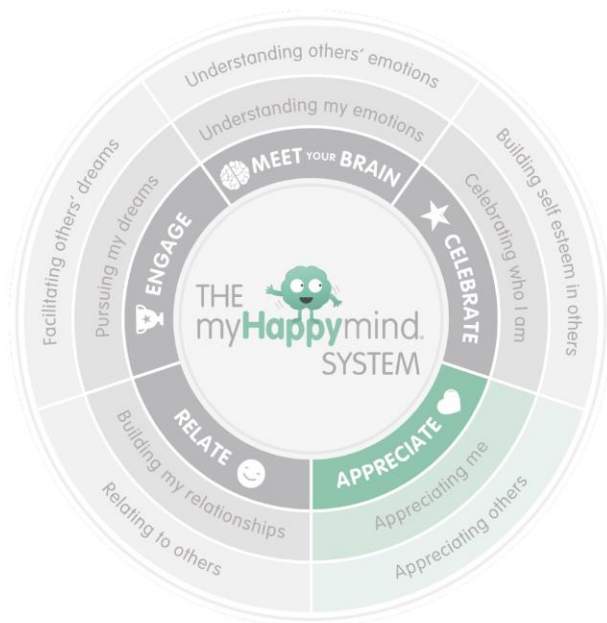 Understanding others' emotions
Understanding my emotions
MEET YOUR BRAIN
Building self esteem in others
Celebrating who I am
CELEBRATE
Appreciating others
Appreciating me
APPRECIATE
Relating to others
Building my relationships
RELATE
Facilitating others' dreams
Pursuing my dreams
ENGAGE
THE
myHappymind.
SYSTEM